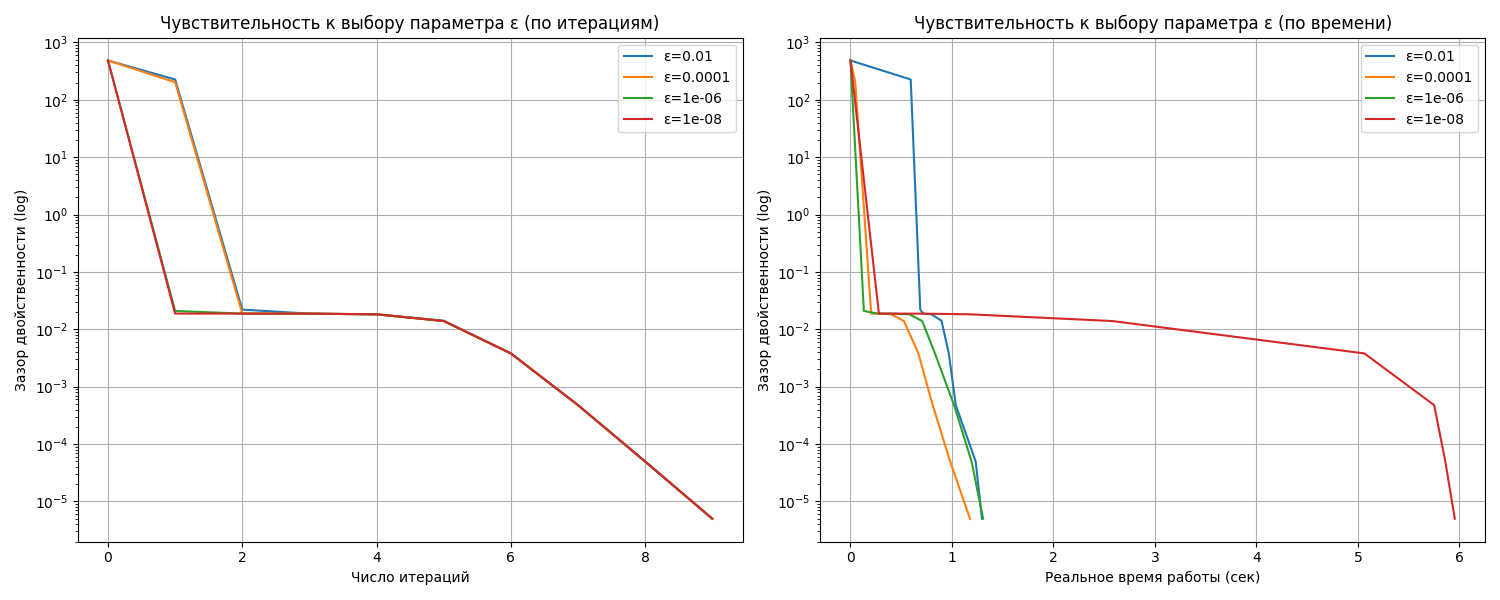 Чувствительность к выбору параметра ε (по итерациям)
Зазор двойственности (log)
10³
10²
10¹
10⁰
10⁻¹
10⁻²
10⁻³
10⁻⁴
10⁻⁵
0 2 4 6 8
Число итераций
ε=0.01
ε=0.0001
ε=1e-06
ε=1e-08
Чувствительность к выбору параметра ε (по времени)
Зазор двойственности (log)
10³
10²
10¹
10⁰
10⁻¹
10⁻²
10⁻³
10⁻⁴
10⁻⁵
0 1 2 3 4 5 6
Реальное время работы (сек)
ε=0.01
ε=0.0001
ε=1e-06
ε=1e-08